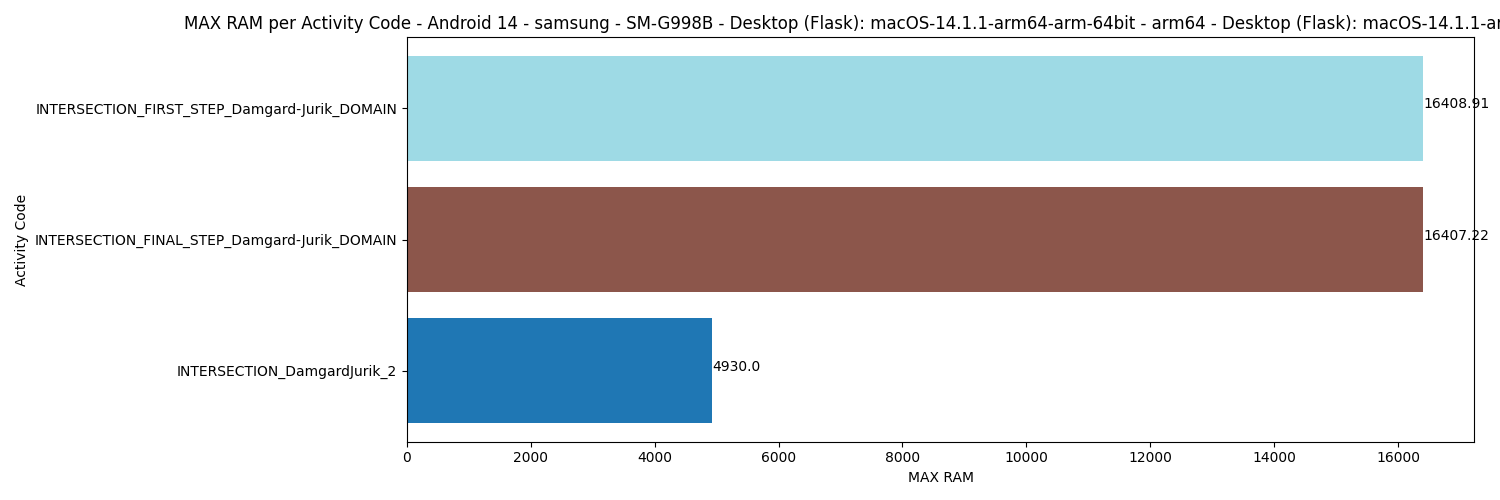 MAX RAM per Activity Code - Android 14 - samsung - SM-G998B - Desktop (Flask): macOS-14.1.1-arm64-arm-64bit - arm64 - Desktop (Flask): macOS-14.1.1-ar
INTERSECTION_FIRST_STEP_Damgard-Jurik_DOMAIN
16408.91
INTERSECTION_FINAL_STEP_Damgard-Jurik_DOMAIN
16407.22
INTERSECTION_DamgardJurik_2
4930.0
Activity Code
0 2000 4000 6000 8000 10000 12000 14000 16000
MAX RAM